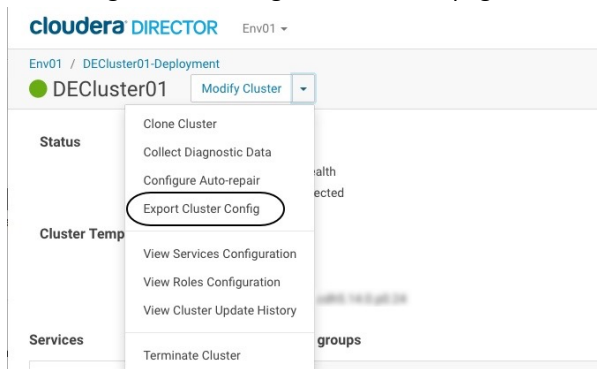 cloudera DIRECTOR Env01
Env01 / DECluster01-Deployment
DECluster01 Modify Cluster
Clone Cluster
Status Collect Diagnostic Data
ealth
Configure Auto-repair
ected
Export Cluster Config
Cluster Temp
View Services Configuration
View Roles Configuration
View Cluster Update History
Services groups
Terminate Cluster